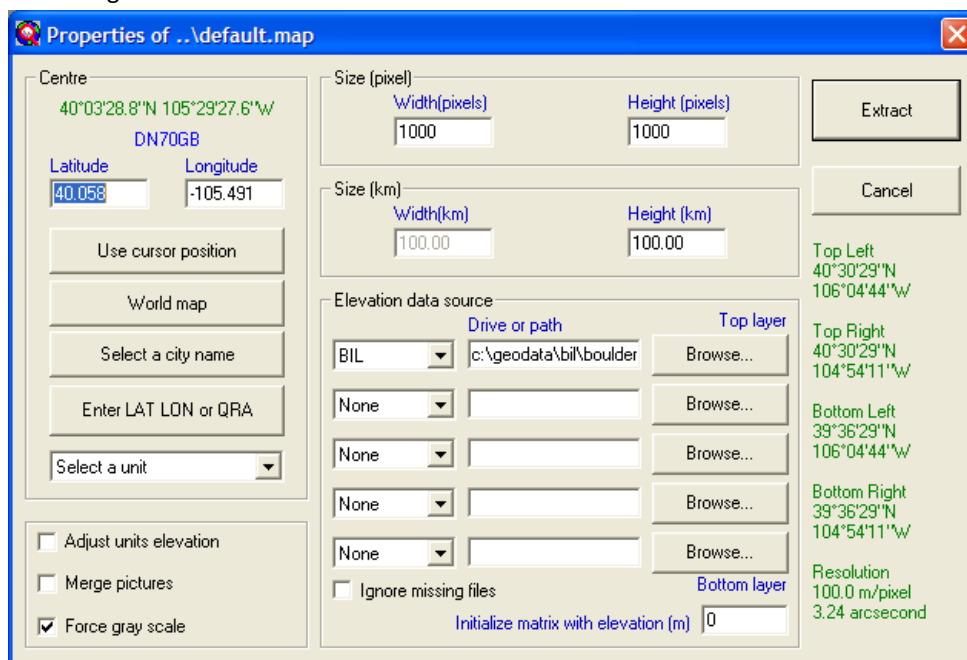 Properties of ..\default.map
Centre
40°03'28.8''N 105°29'27.6''W
DN70GB
Latitude Longitude
40.058 -105.491
Use cursor position
World map
Select a city name
Enter LAT LON or QRA
Select a unit
Adjust units elevation
Merge pictures
Force gray scale
Size (pixel)
Width(pixels) Height (pixels)
1000 1000
Size (km)
Width(km) Height (km)
100.00 100.00
Elevation data source
Drive or path Top layer
BIL c:\geodata\bil\boulder Browse...
None Browse...
None Browse...
None Browse...
None Browse...
Ignore missing files Bottom layer
Initialize matrix with elevation (m) 0
Extract
Cancel
Top Left
40°30'29''N
106°04'44''W
Top Right
40°30'29''N
104°54'11''W
Bottom Left
39°36'29''N
106°04'44''W
Bottom Right
39°36'29''N
104°54'11''W
Resolution
100.0 m/pixel
3.24 arcsecond